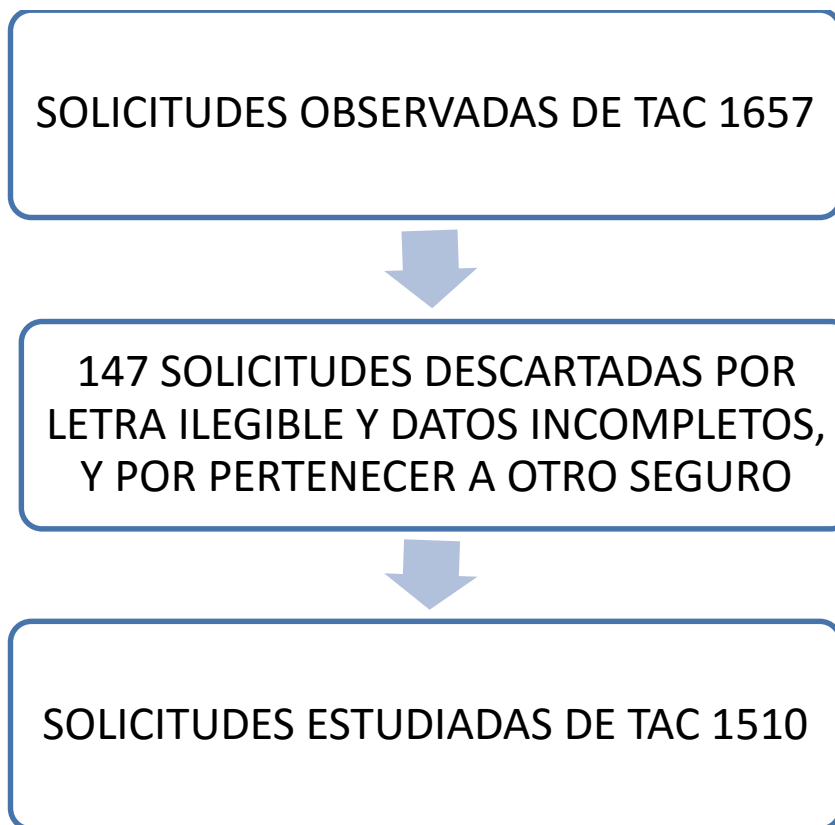 SOLICITUDES OBSERVADAS DE TAC 1657
147 SOLICITUDES DESCARTADAS POR
LETRA ILEGIBLE Y DATOS INCOMPLETOS,
Y POR PERTENECER A OTRO SEGURO
SOLICITUDES ESTUDIADAS DE TAC 1510